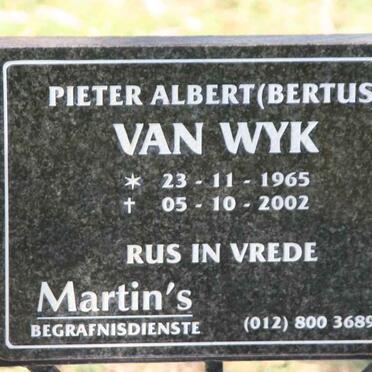 PIETER ALBERT (BERTUS
VAN WYK
* 23 - 11 - 1965
† 05 - 10 - 2002
RUS IN VREDE
Martin's
BEGRAFNISDIENSTE (012) 800 3689